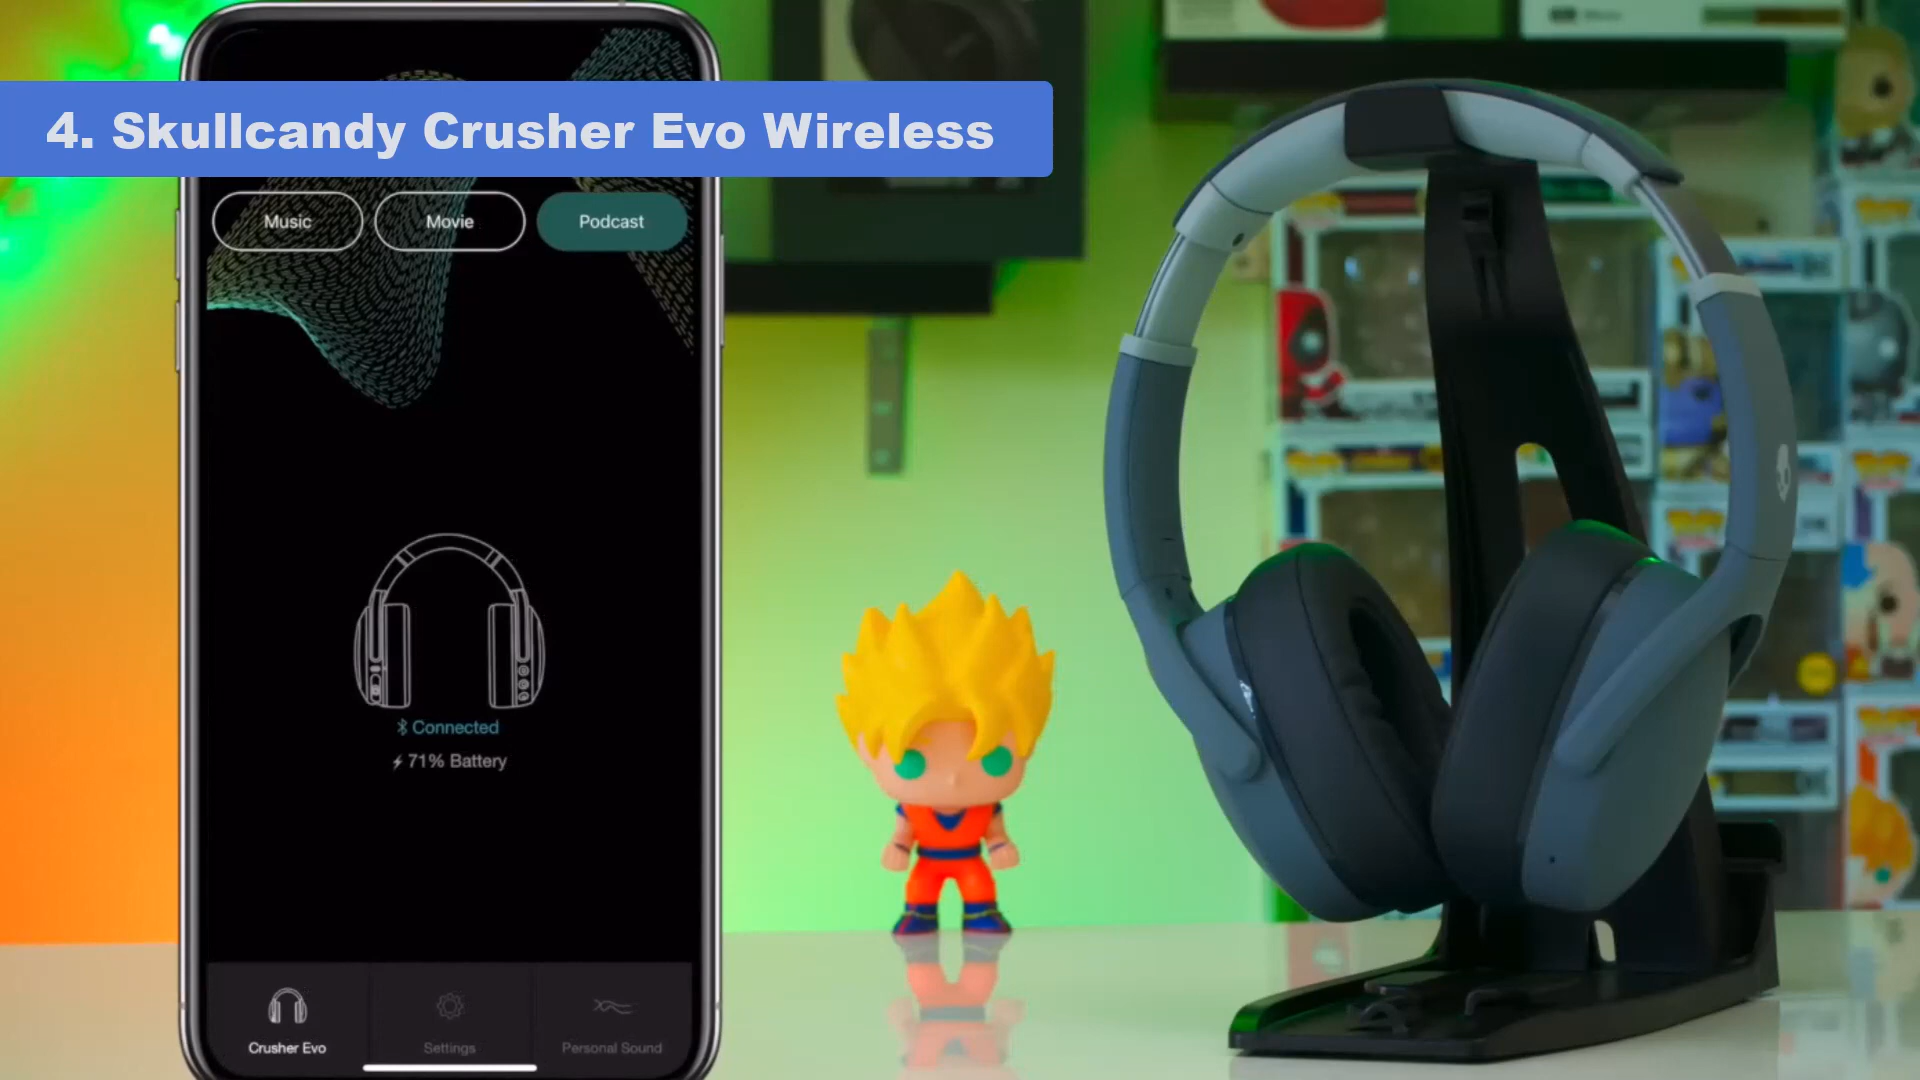 4. Skullcandy Crusher Evo Wireless
Music
Movie
Podcast
Connected
71% Battery
Crusher Evo
Settings
Personal Sound